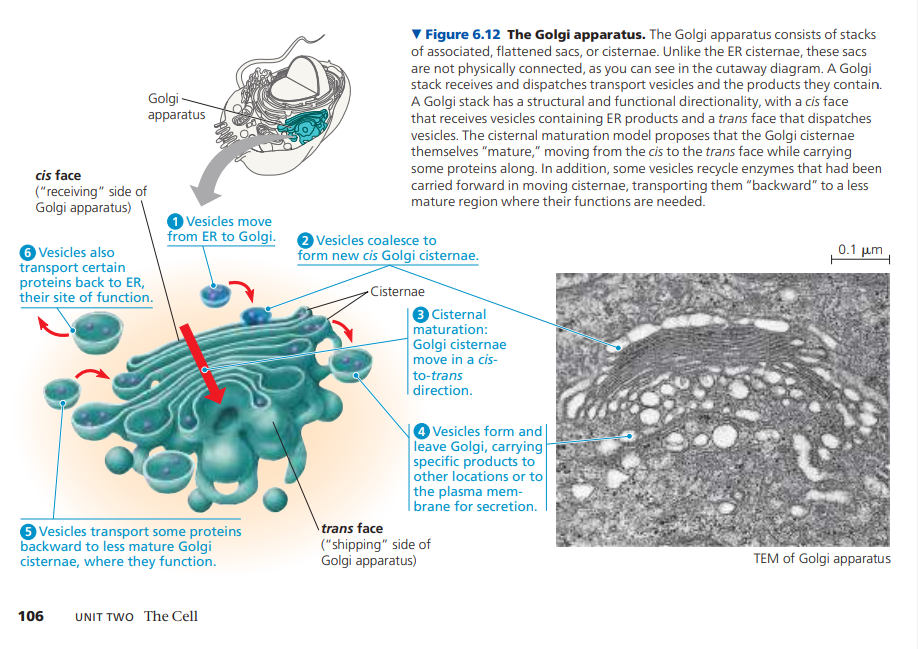 ▼ Figure 6.12 The Golgi apparatus. The Golgi apparatus consists of stacks
of associated, flattened sacs, or cisternae. Unlike the ER cisternae, these sacs
are not physically connected, as you can see in the cutaway diagram. A Golgi
stack receives and dispatches transport vesicles and the products they contain.
A Golgi stack has a structural and functional directionality, with a cis face
that receives vesicles containing ER products and a trans face that dispatches
vesicles. The cisternal maturation model proposes that the Golgi cisternae
themselves “mature,” moving from the cis to the trans face while carrying
some proteins along. In addition, some vesicles recycle enzymes that had been
carried forward in moving cisternae, transporting them “backward” to a less
mature region where their functions are needed.
Golgi
apparatus
cis face
(“receiving” side of
Golgi apparatus)
1 Vesicles move
from ER to Golgi.
2 Vesicles coalesce to
form new cis Golgi cisternae.
6 Vesicles also
transport certain
proteins back to ER,
their site of function.
Cisternae
3 Cisternal
maturation:
Golgi cisternae
move in a cis-
to-trans
direction.
4 Vesicles form and
leave Golgi, carrying
specific products to
other locations or to
the plasma mem-
brane for secretion.
5 Vesicles transport some proteins
backward to less mature Golgi
cisternae, where they function.
trans face
(“shipping” side of
Golgi apparatus)
0.1 μm
TEM of Golgi apparatus
106 UNIT TWO The Cell